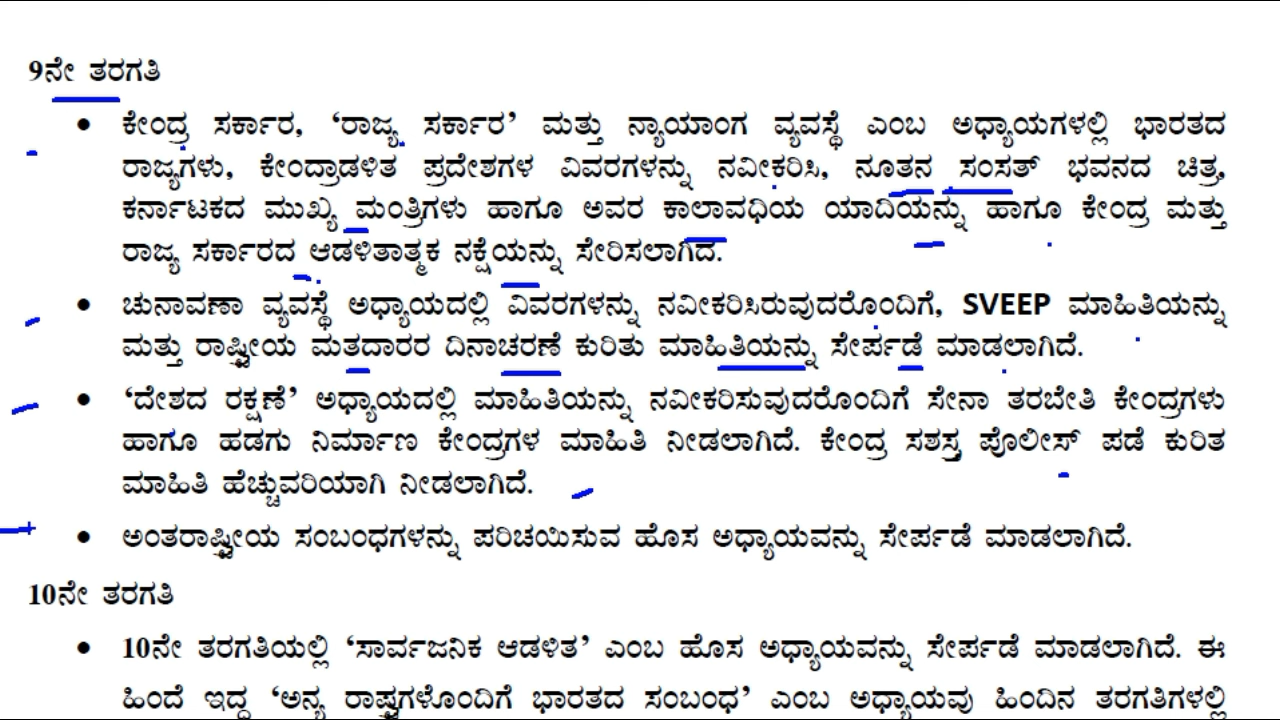 9ನೇ ತರಗತಿ
• ಕೇಂದ್ರ ಸರ್ಕಾರ, ‘ರಾಜ್ಯ ಸರ್ಕಾರ’ ಮತ್ತು ನ್ಯಾಯಾಂಗ ವ್ಯವಸ್ಥೆ ಎಂಬ ಅಧ್ಯಾಯಗಳಲ್ಲಿ ಭಾರತದ
ರಾಜ್ಯಗಳು, ಕೇಂದ್ರಾಡಳಿತ ಪ್ರದೇಶಗಳ ವಿವರಗಳನ್ನು ನವೀಕರಿಸಿ, ನೂತನ ಸಂಸತ್ ಭವನದ ಚಿತ್ರ,
ಕರ್ನಾಟಕದ ಮುಖ್ಯ ಮಂತ್ರಿಗಳು ಹಾಗೂ ಅವರ ಕಾಲಾವಧಿಯ ಯಾದಿಯನ್ನು ಹಾಗೂ ಕೇಂದ್ರ ಮತ್ತು
ರಾಜ್ಯ ಸರ್ಕಾರದ ಆಡಳಿತಾತ್ಮಕ ನಕ್ಷೆಯನ್ನು ಸೇರಿಸಲಾಗಿದೆ.
• ಚುನಾವಣಾ ವ್ಯವಸ್ಥೆ ಅಧ್ಯಾಯದಲ್ಲಿ ವಿವರಗಳನ್ನು ನವೀಕರಿಸಿರುವುದರೊಂದಿಗೆ, SVEEP ಮಾಹಿತಿಯನ್ನು
ಮತ್ತು ರಾಷ್ಟ್ರೀಯ ಮತದಾರರ ದಿನಾಚರಣೆ ಕುರಿತು ಮಾಹಿತಿಯನ್ನು ಸೇರ್ಪಡೆ ಮಾಡಲಾಗಿದೆ.
• ‘ದೇಶದ ರಕ್ಷಣೆ’ ಅಧ್ಯಾಯದಲ್ಲಿ ಮಾಹಿತಿಯನ್ನು ನವೀಕರಿಸುವುದರೊಂದಿಗೆ ಸೇನಾ ತರಬೇತಿ ಕೇಂದ್ರಗಳು
ಹಾಗೂ ಹಡಗು ನಿರ್ಮಾಣ ಕೇಂದ್ರಗಳ ಮಾಹಿತಿ ನೀಡಲಾಗಿದೆ. ಕೇಂದ್ರ ಸಶಸ್ತ್ರ ಪೊಲೀಸ್ ಪಡೆ ಕುರಿತ
ಮಾಹಿತಿ ಹೆಚ್ಚುವರಿಯಾಗಿ ನೀಡಲಾಗಿದೆ.
• ಅಂತರಾಷ್ಟ್ರೀಯ ಸಂಬಂಧಗಳನ್ನು ಪರಿಚಯಿಸುವ ಹೊಸ ಅಧ್ಯಾಯವನ್ನು ಸೇರ್ಪಡೆ ಮಾಡಲಾಗಿದೆ.
10ನೇ ತರಗತಿ
• 10ನೇ ತರಗತಿಯಲ್ಲಿ ‘ಸಾರ್ವಜನಿಕ ಆಡಳಿತ’ ಎಂಬ ಹೊಸ ಅಧ್ಯಾಯವನ್ನು ಸೇರ್ಪಡೆ ಮಾಡಲಾಗಿದೆ. ಈ
ಹಿಂದೆ ಇದ್ದ ‘ಅನ್ಯ ರಾಷ್ಟ್ರಗಳೊಂದಿಗೆ ಭಾರತದ ಸಂಬಂಧ’ ಎಂಬ ಅಧ್ಯಾಯವು ಹಿಂದಿನ ತರಗತಿಗಳಲ್ಲಿ